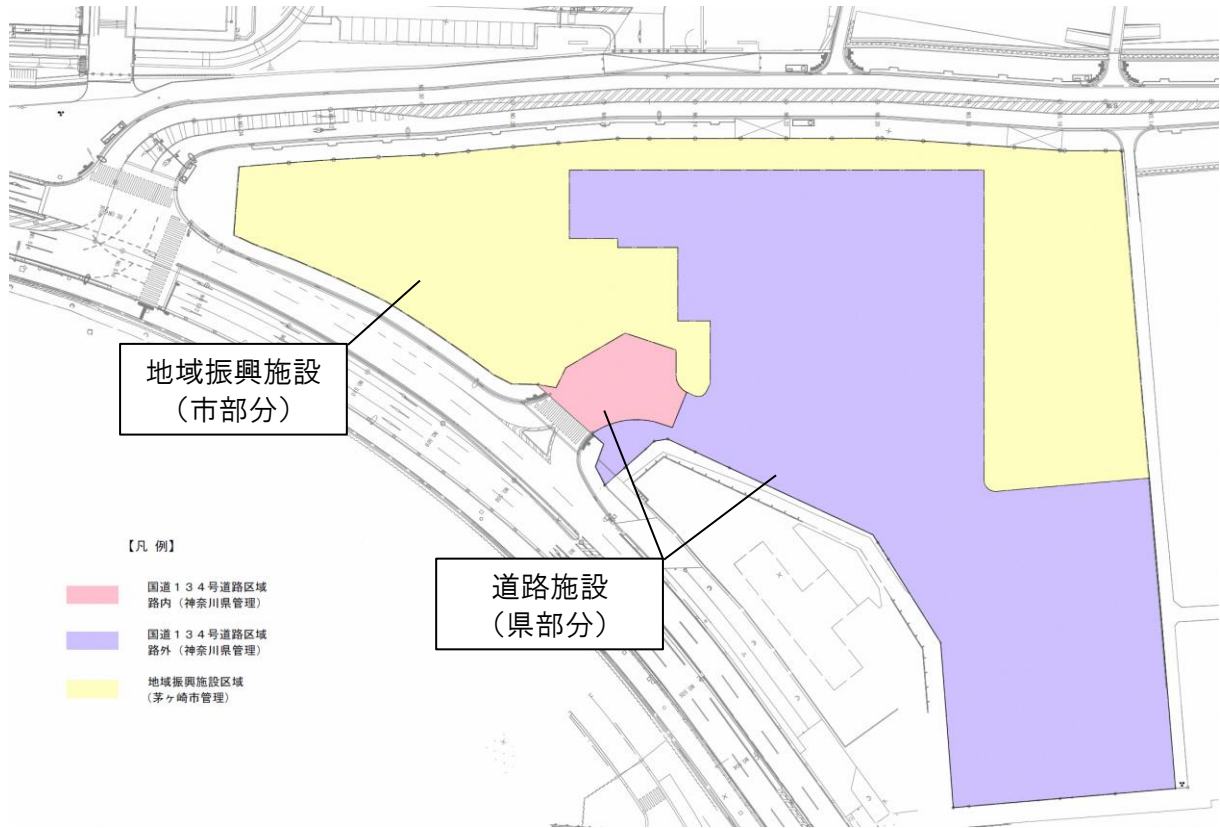 地域振興施設
（市部分）
道路施設
（県部分）
【凡 例】
国道１３４号道路区域
路内（神奈川県管理）
国道１３４号道路区域
路外（神奈川県管理）
地域振興施設区域
（茅ヶ崎市管理）